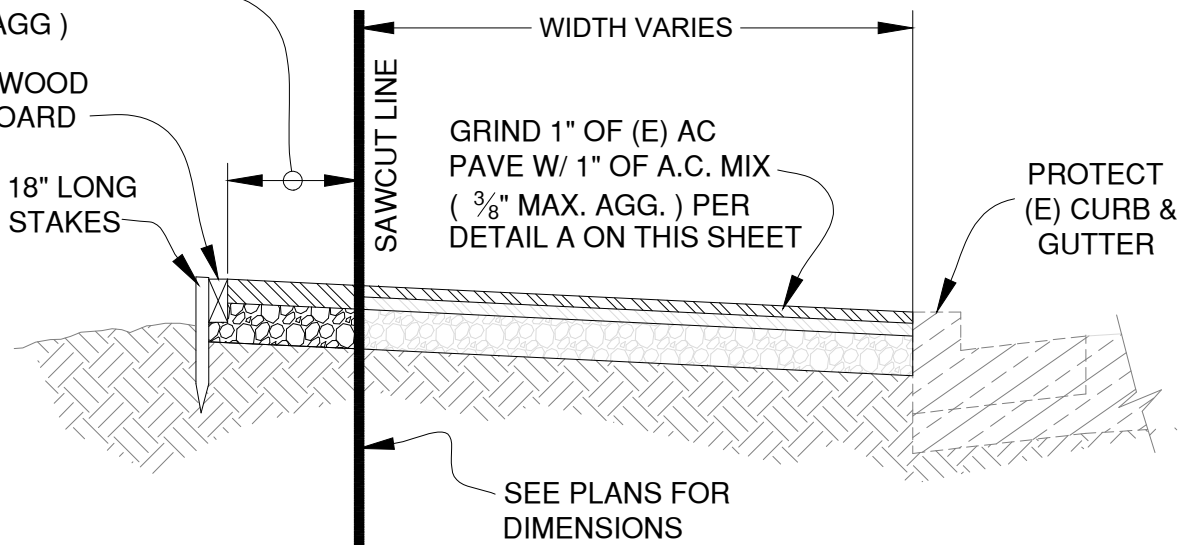 AGG )
WOOD
OARD
18" LONG
STAKES
SAWCUT LINE
WIDTH VARIES
GRIND 1" OF (E) AC
PAVE W/ 1" OF A.C. MIX
( ⅜" MAX. AGG. ) PER
DETAIL A ON THIS SHEET
PROTECT
(E) CURB &
GUTTER
SEE PLANS FOR
DIMENSIONS